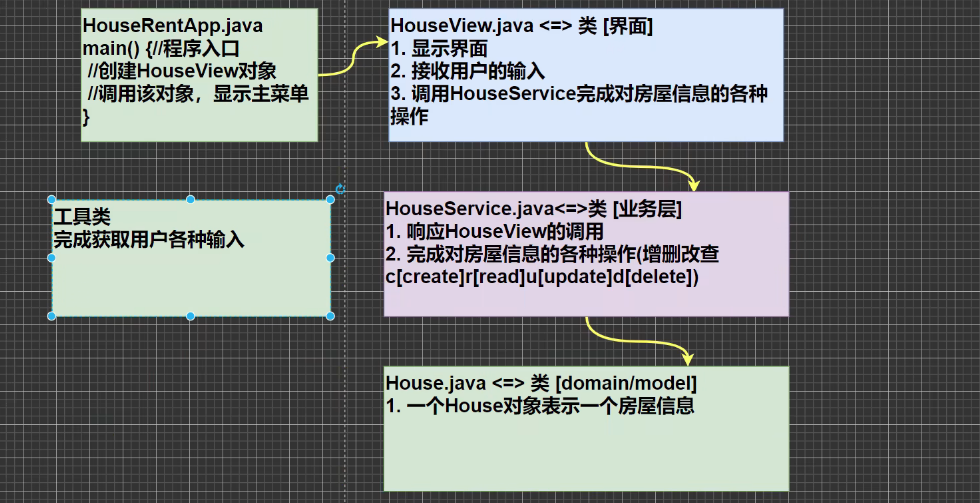 HouseRentApp.java
main() {//程序入口
//创建HouseView对象
//调用该对象，显示主菜单
}
HouseView.java <=> 类 [界面]
1. 显示界面
2. 接收用户的输入
3. 调用HouseService完成对房屋信息的各种
操作
工具类
完成获取用户各种输入
HouseService.java<=>类 [业务层]
1. 响应HouseView的调用
2. 完成对房屋信息的各种操作(增删改查
c[create]r[read]u[update]d[delete])
House.java <=> 类 [domain/model]
1. 一个House对象表示一个房屋信息